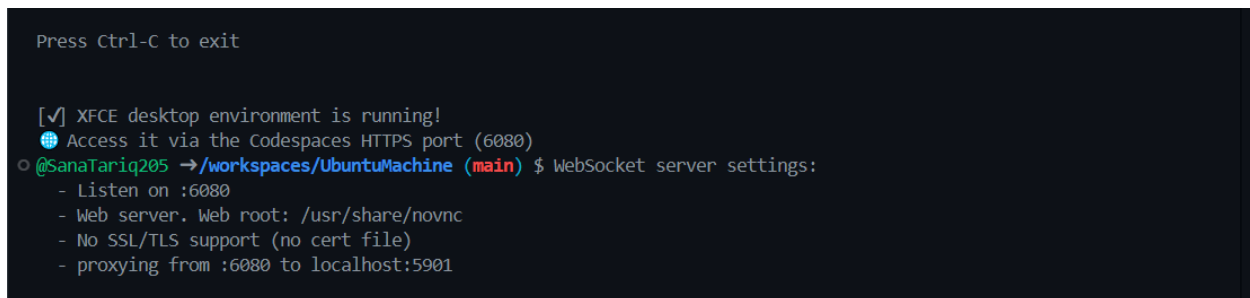 Press Ctrl-C to exit
[✓] XFCE desktop environment is running!
🌐 Access it via the Codespaces HTTPS port (6080)
@SanaTariq205 →/workspaces/UbuntuMachine (main) $ WebSocket server settings:
- Listen on :6080
- Web server. Web root: /usr/share/novnc
- No SSL/TLS support (no cert file)
- proxying from :6080 to localhost:5901